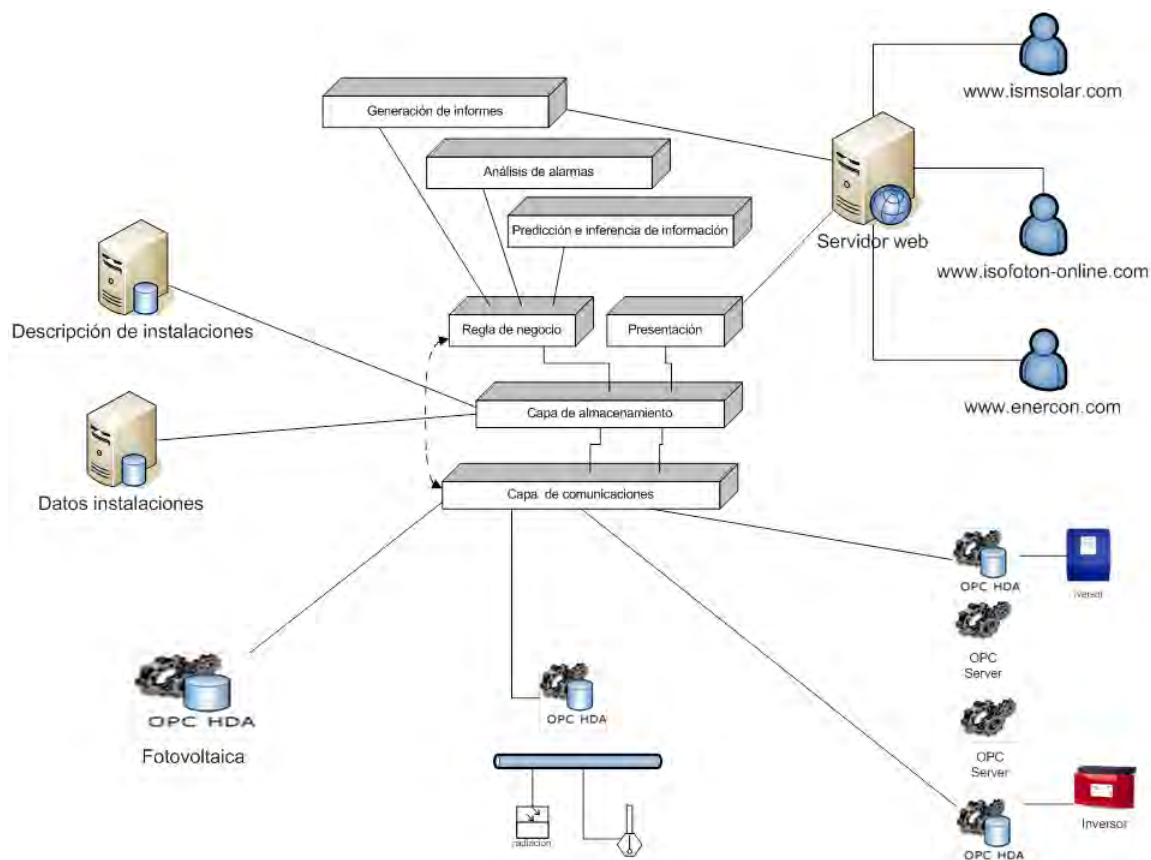 www.ismsolar.com
Generación de informes
Análisis de alarmas
Predicción e inferencia de información
Servidor web
www.isofoton-online.com
Descripción de instalaciones
Regla de negocio
Presentación
Capa de almacenamiento
www.enercon.com
Datos instalaciones
Capa de comunicaciones
OPC HDA
OPC
Server
OPC HDA
Fotovoltaica
OPC HDA
OPC
Server
radiacion
OPC HDA
Inversor